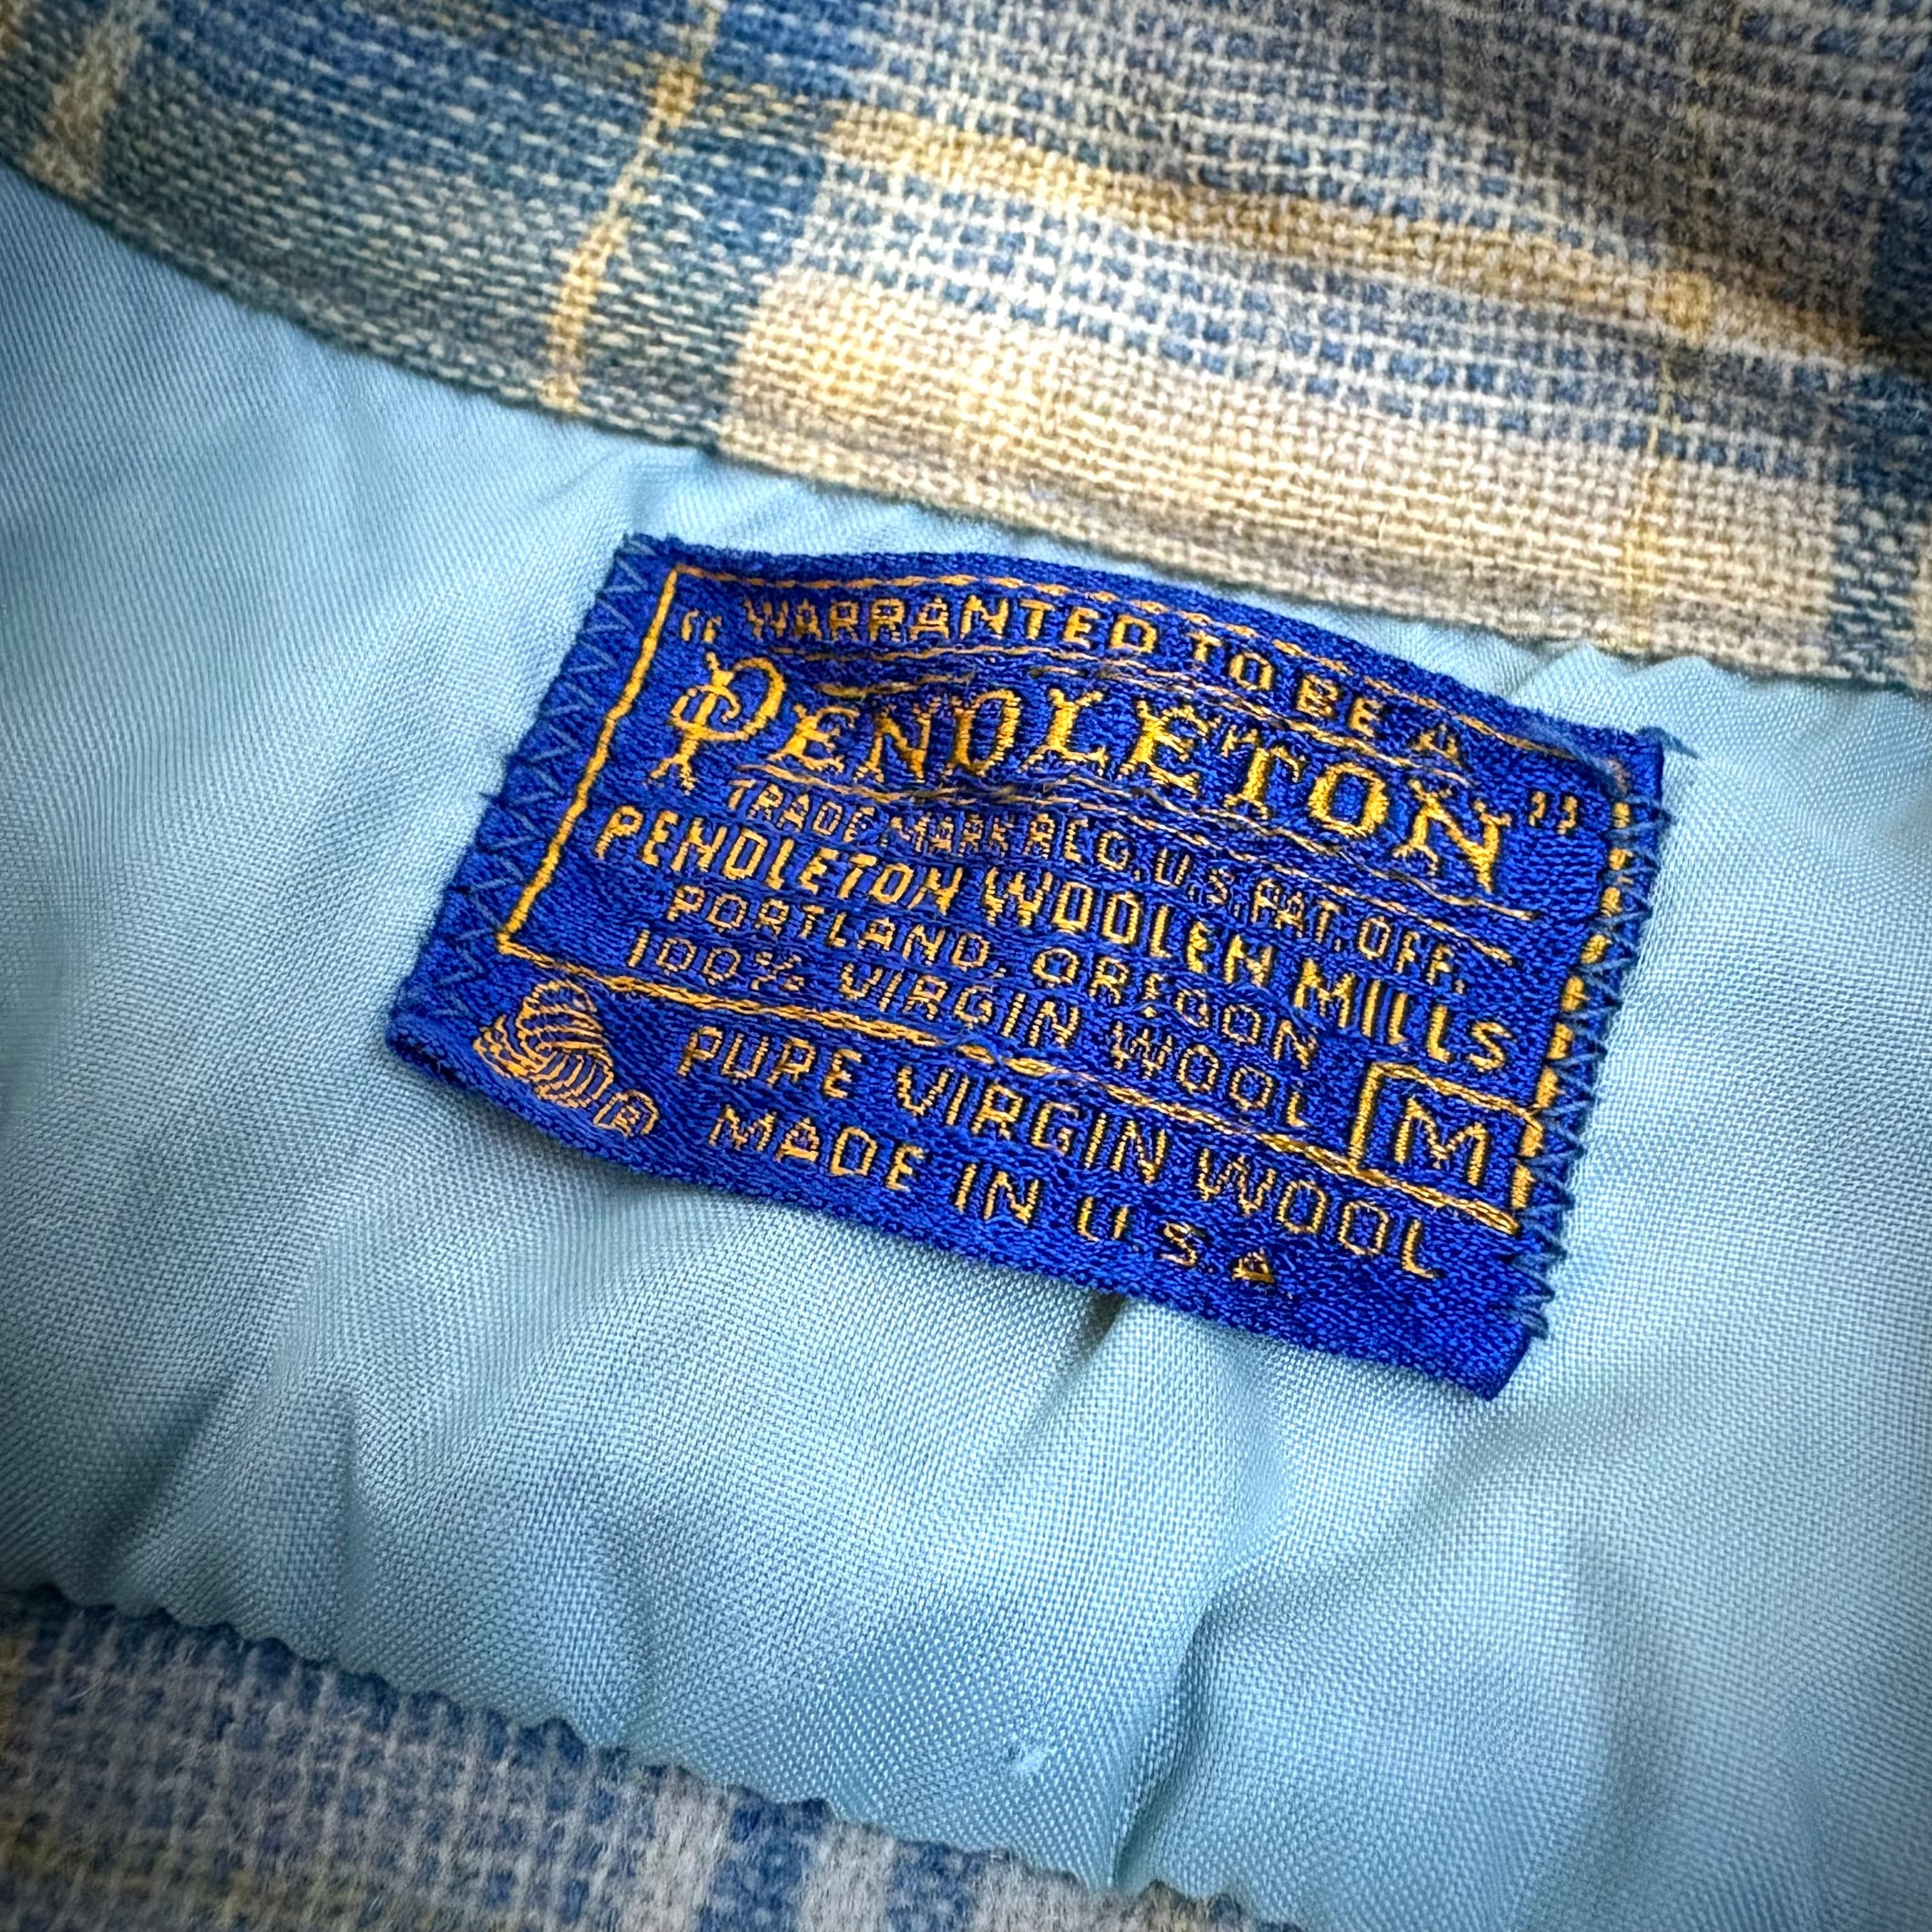 "WARRANTED TO BE A
PENDLETON"
TRADE MARK REG. U.S. PAT. OFF.
PENDLETON WOOLEN MILLS
PORTLAND, OREGON
100% VIRGIN WOOL
M
PURE VIRGIN WOOL
MADE IN U.S.A
®